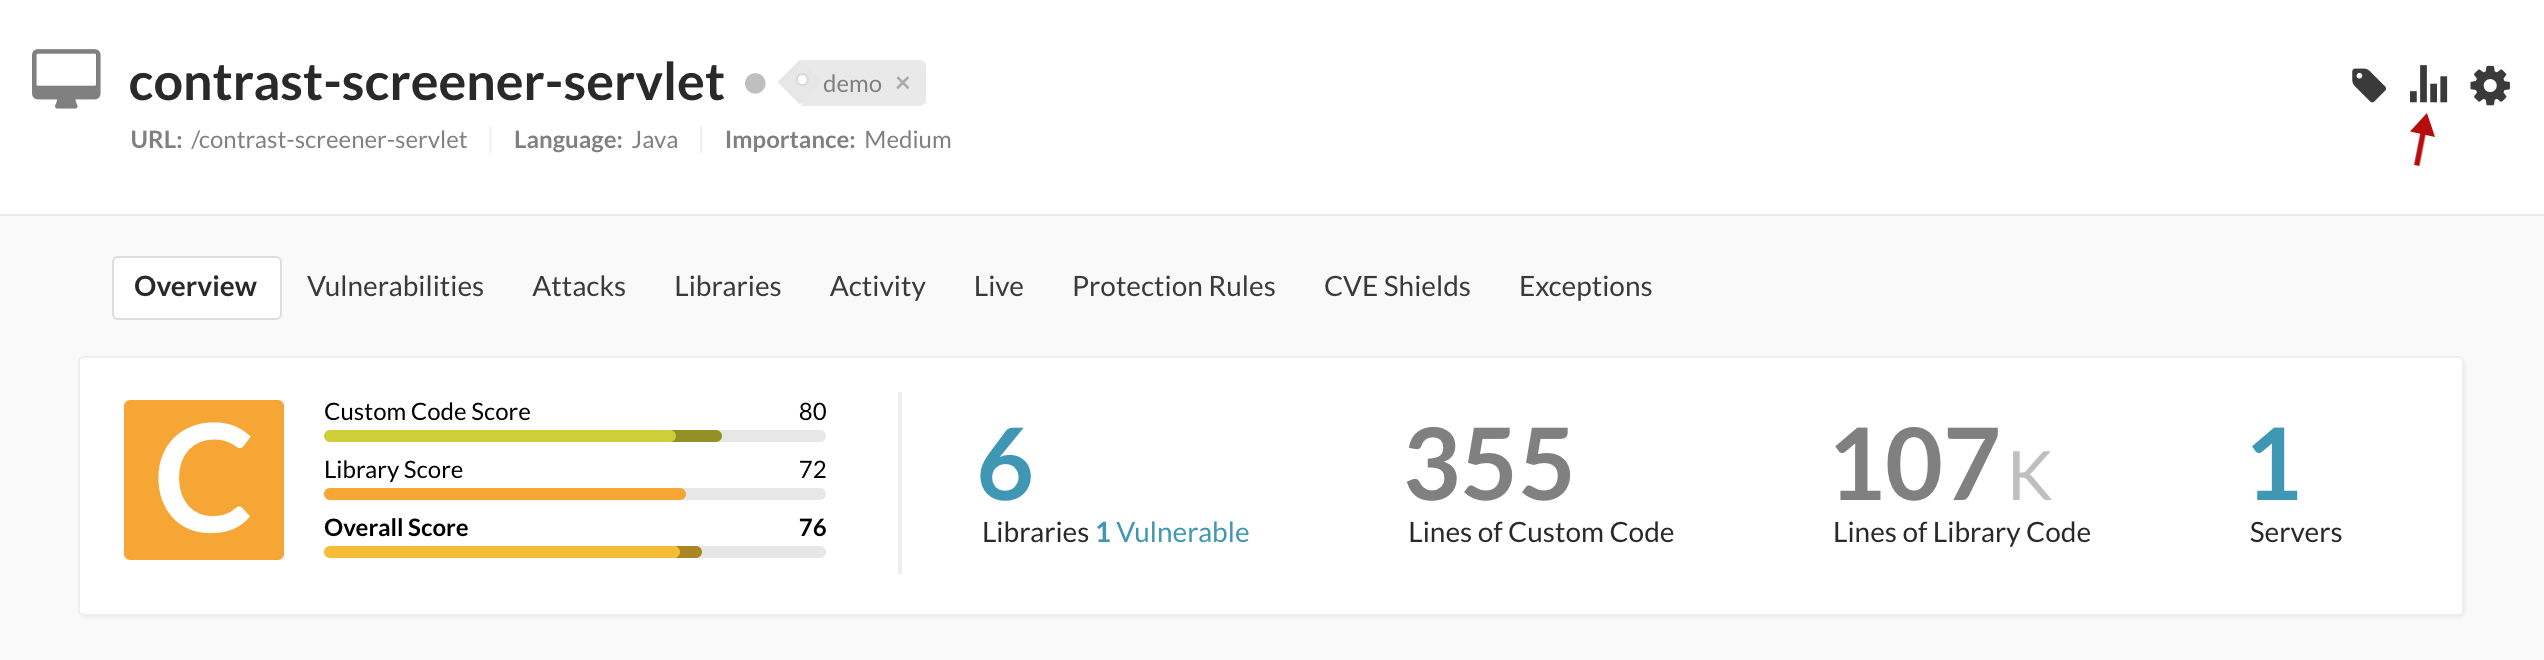 contrast-screener-servlet demo ×
URL: /contrast-screener-servlet Language: Java Importance: Medium
Overview Vulnerabilities Attacks Libraries Activity Live Protection Rules CVE Shields Exceptions
C
Custom Code Score 80
Library Score 72
Overall Score 76
6
Libraries 1 Vulnerable
355
Lines of Custom Code
107 K
Lines of Library Code
1
Servers